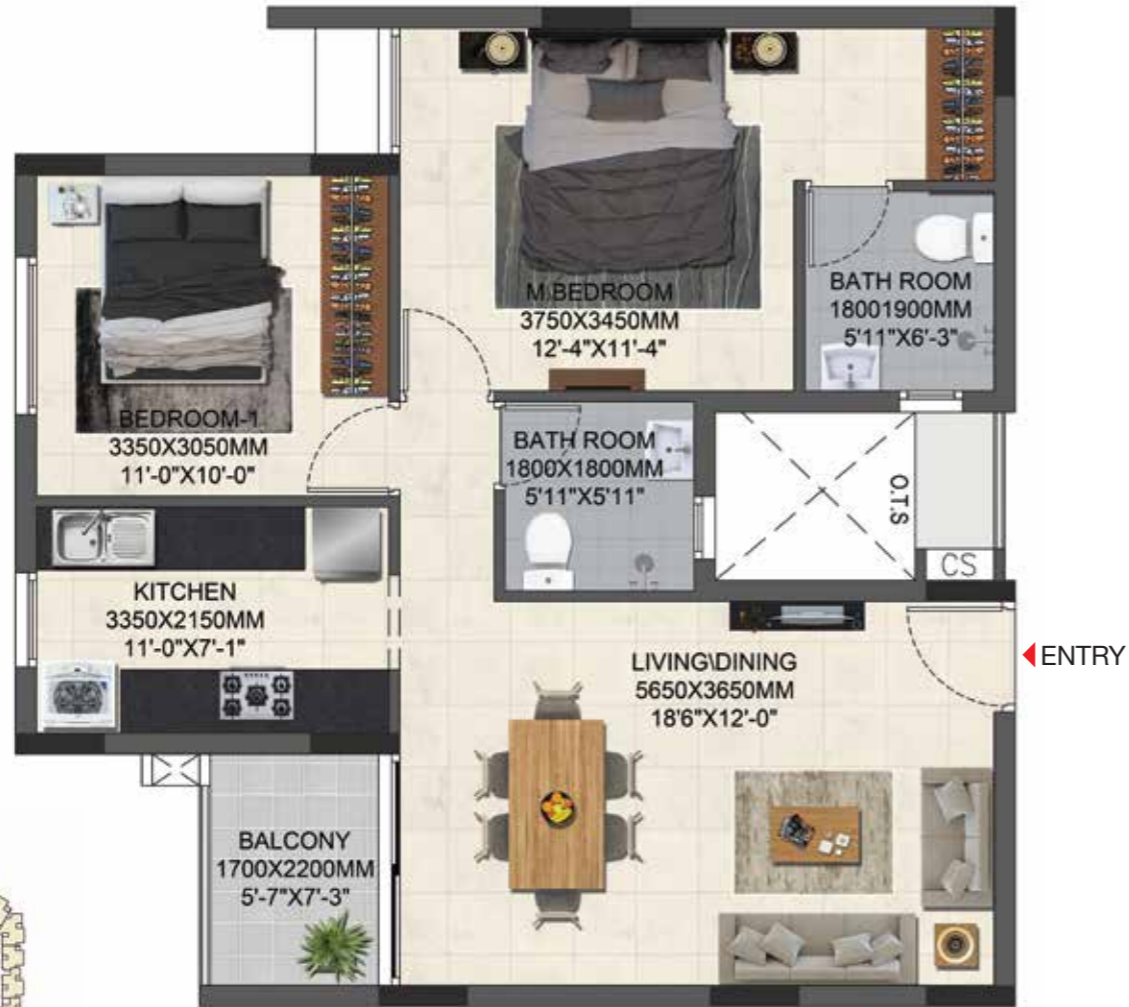 M.BEDROOM
3750X3450MM
12'-4"X11'-4"
BATH ROOM
18001900MM
5'11"X6'-3"
BEDROOM-1
3350X3050MM
11'-0"X10'-0"
BATH ROOM
1800X1800MM
5'11"X5'11"
O.T.S
CS
KITCHEN
3350X2150MM
11'-0"X7'-1"
LIVING\DINING
5650X3650MM
18'6"X12'-0"
ENTRY
BALCONY
1700X2200MM
5'-7"X7'-3"